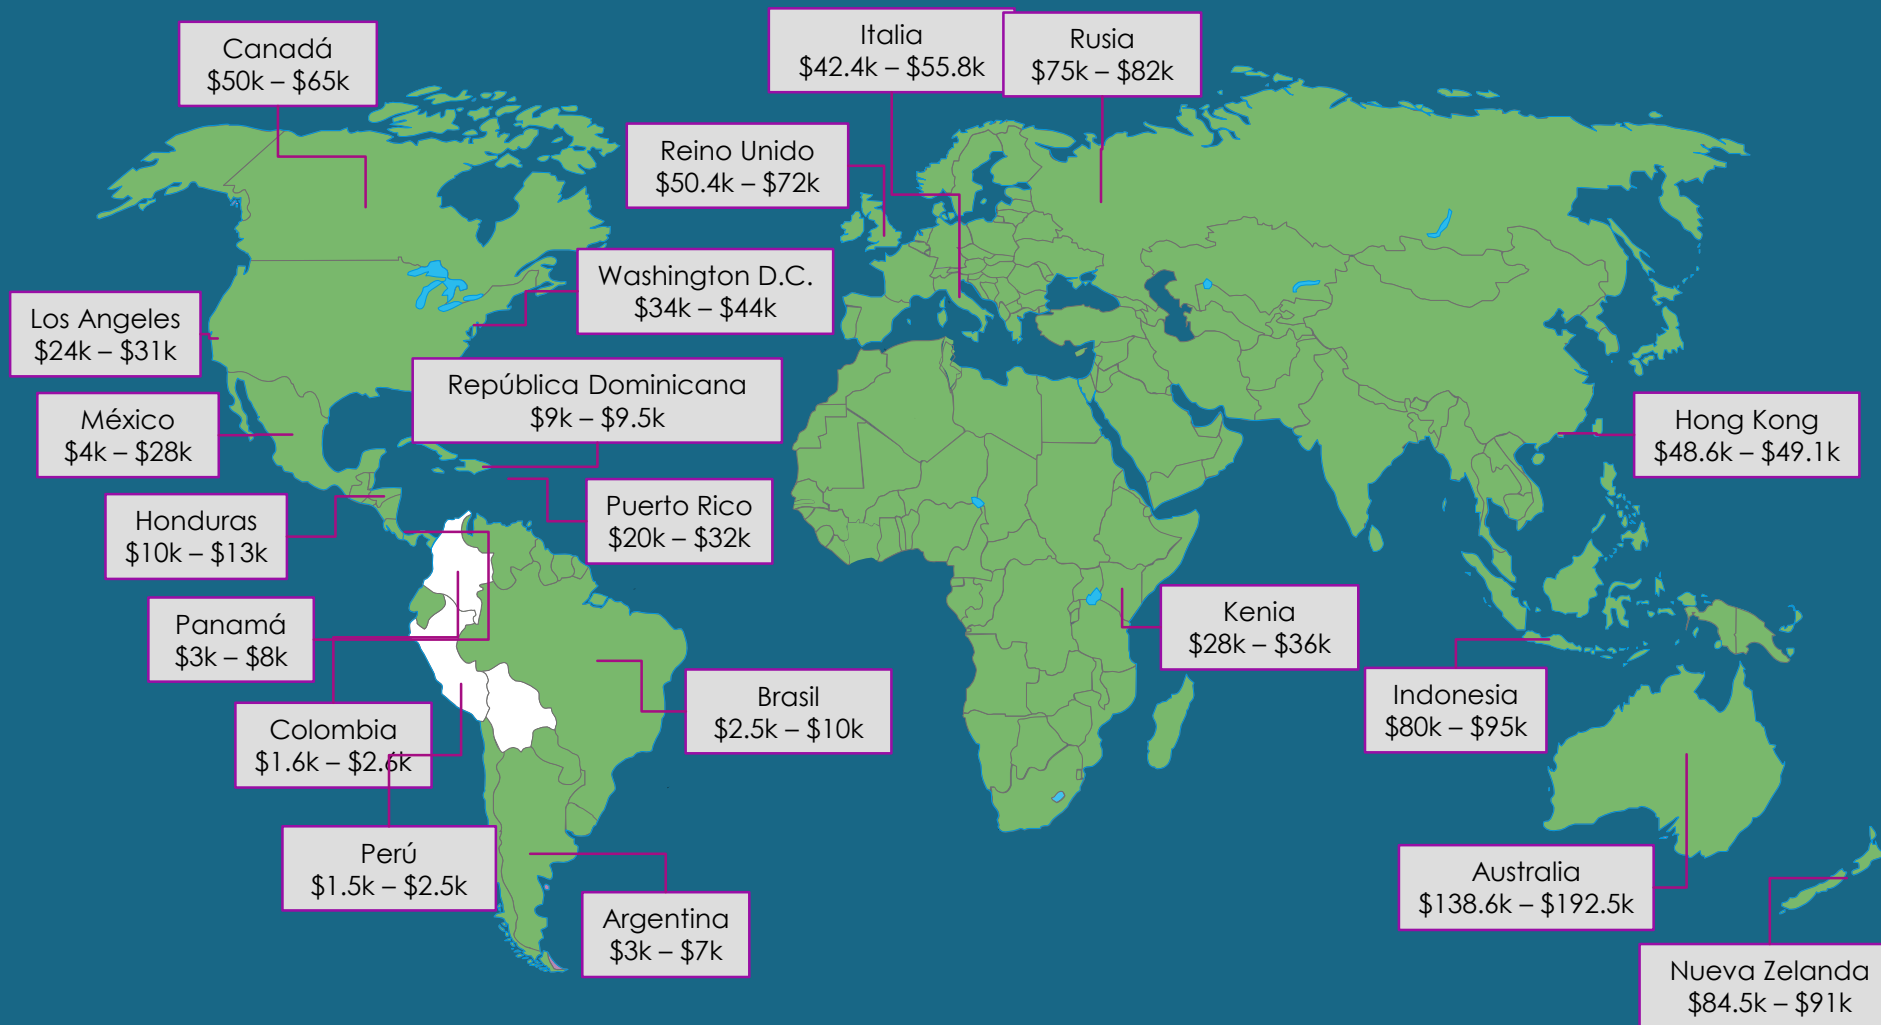 Canadá
$50k – $65k
Italia
$42.4k – $55.8k
Rusia
$75k – $82k
Reino Unido
$50.4k – $72k
Washington D.C.
$34k – $44k
Los Angeles
$24k – $31k
República Dominicana
$9k – $9.5k
México
$4k – $28k
Hong Kong
$48.6k – $49.1k
Puerto Rico
$20k – $32k
Honduras
$10k – $13k
Kenia
$28k – $36k
Panamá
$3k – $8k
Indonesia
$80k – $95k
Brasil
$2.5k – $10k
Colombia
$1.6k – $2.6k
Perú
$1.5k – $2.5k
Australia
$138.6k – $192.5k
Argentina
$3k – $7k
Nueva Zelanda
$84.5k – $91k